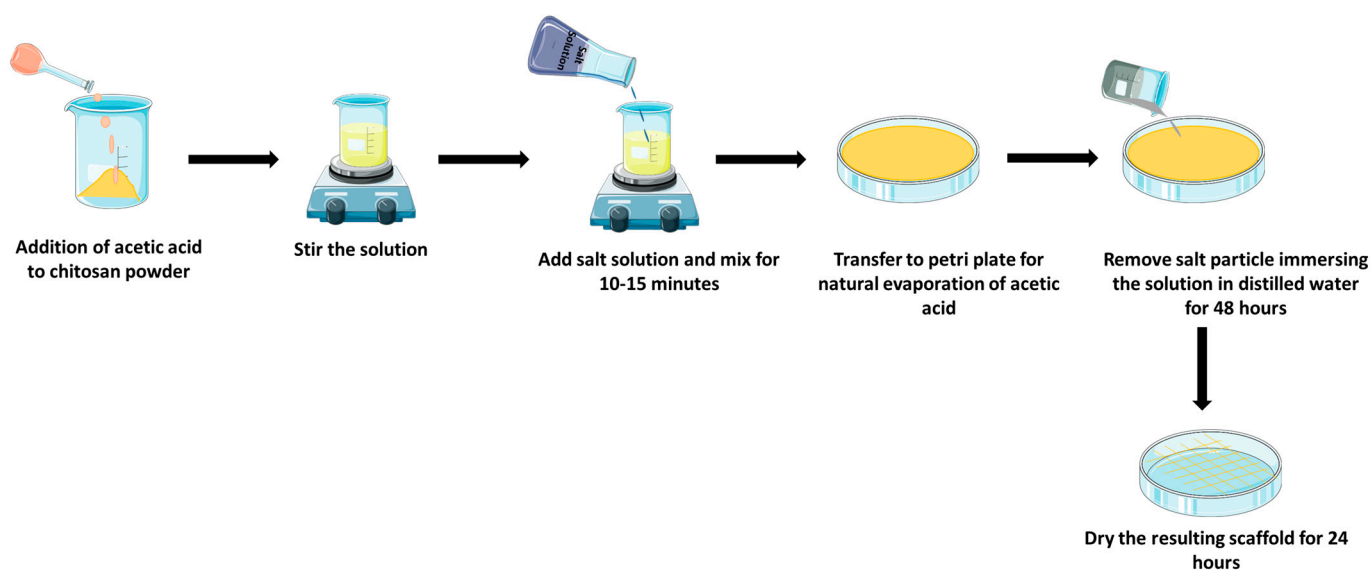 Salt
Solution
Addition of acetic acid
to chitosan powder
Stir the solution
Add salt solution and mix for
10-15 minutes
Transfer to petri plate for
natural evaporation of acetic
acid
Remove salt particle immersing
the solution in distilled water
for 48 hours
Dry the resulting scaffold for 24
hours